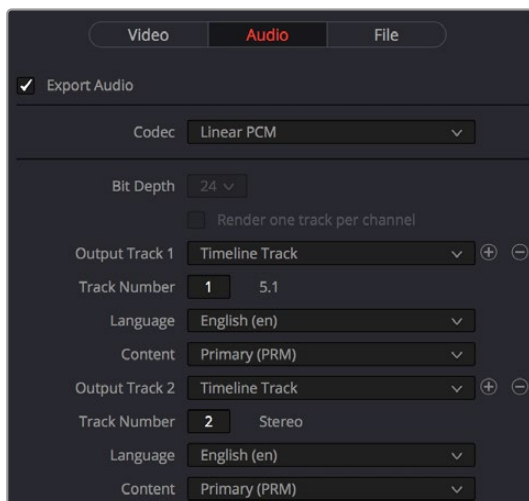 Video Audio File
Export Audio
Codec Linear PCM
Bit Depth 24
Render one track per channel
Output Track 1 Timeline Track
Track Number 1 5.1
Language English (en)
Content Primary (PRM)
Output Track 2 Timeline Track
Track Number 2 Stereo
Language English (en)
Content Primary (PRM)